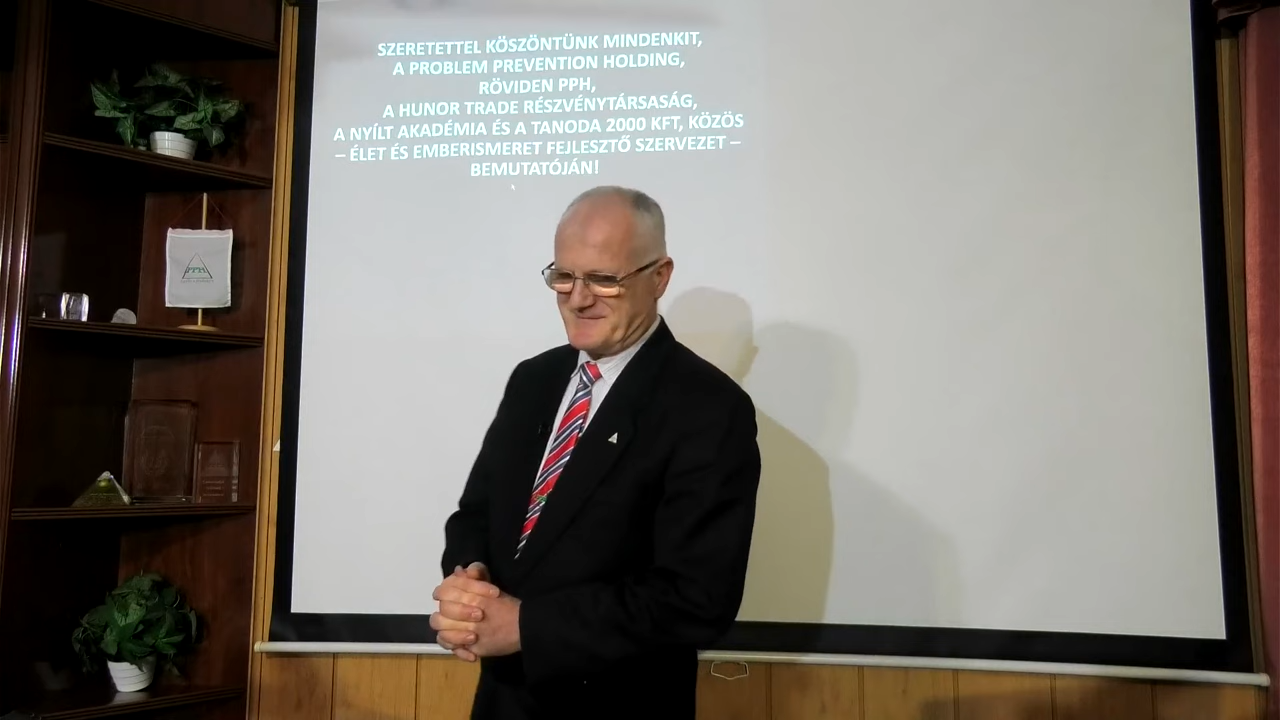 SZERETETTEL KÖSZÖNTÜNK MINDENKIT,
A PROBLEM PREVENTION HOLDING,
RÖVIDEN PPH,
A HUNOR TRADE RÉSZVÉNYTÁRSASÁG,
A NYÍLT AKADÉMIA ÉS A TANODA 2000 KFT, KÖZÖS
– ÉLET ÉS EMBERISMERET FEJLESZTŐ SZERVEZET –
BEMUTATÓJÁN!
PPH